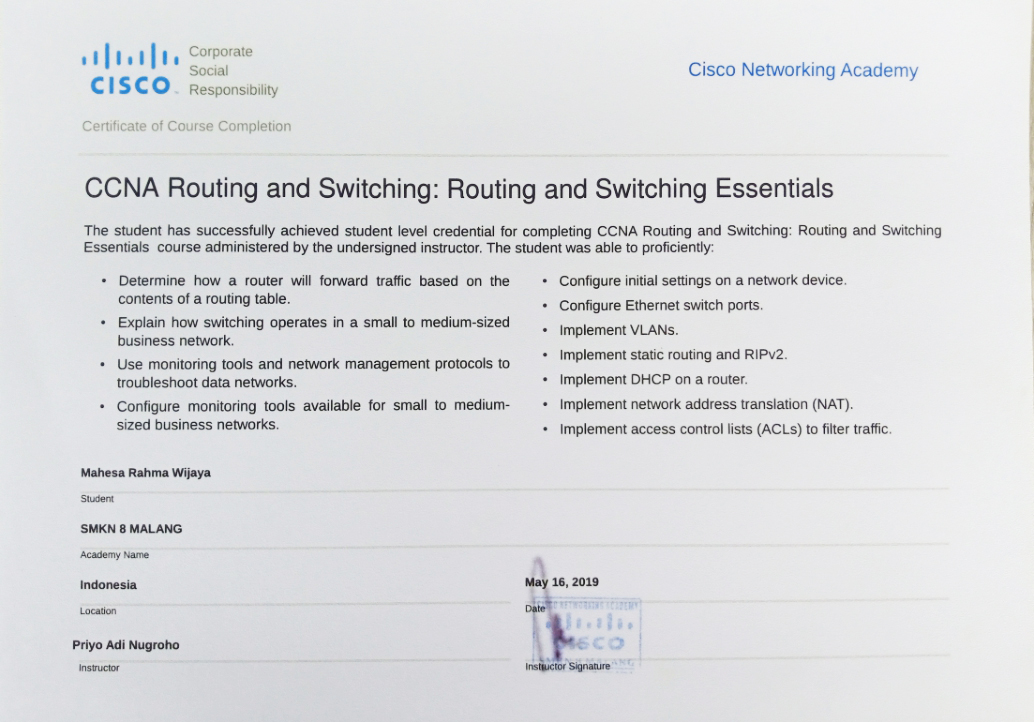 CISCO
Corporate
Social
Responsibility
Cisco Networking Academy
Certificate of Course Completion
CCNA Routing and Switching: Routing and Switching Essentials
The student has successfully achieved student level credential for completing CCNA Routing and Switching: Routing and Switching
Essentials course administered by the undersigned instructor. The student was able to proficiently:
• Determine how a router will forward traffic based on the
contents of a routing table.
• Explain how switching operates in a small to medium-sized
business network.
• Use monitoring tools and network management protocols to
troubleshoot data networks.
• Configure monitoring tools available for small to medium-
sized business networks.
• Configure initial settings on a network device.
• Configure Ethernet switch ports.
• Implement VLANs.
• Implement static routing and RIPv2.
• Implement DHCP on a router.
• Implement network address translation (NAT).
• Implement access control lists (ACLs) to filter traffic.
Mahesa Rahma Wijaya
Student
SMKN 8 MALANG
Academy Name
Indonesia
Location
May 16, 2019
Date
NETWORKING ACADEMY
CISCO
Priyo Adi Nugroho
Instructor
Instructor Signature